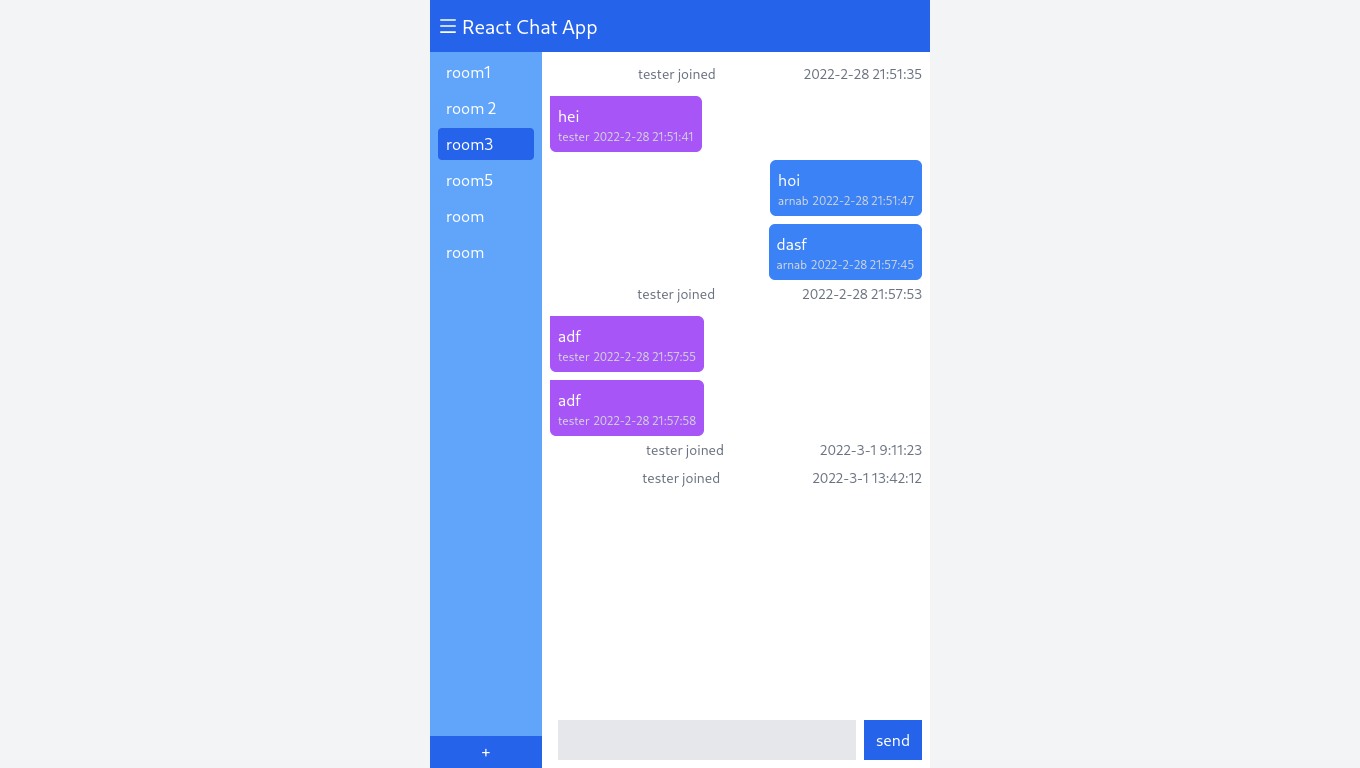 ☰ React Chat App
room1
room 2
room3
room5
room
room
+
tester joined 2022-2-28 21:51:35
hei
tester 2022-2-28 21:51:41
hoi
arnab 2022-2-28 21:51:47
dasf
arnab 2022-2-28 21:57:45
tester joined 2022-2-28 21:57:53
adf
tester 2022-2-28 21:57:55
adf
tester 2022-2-28 21:57:58
tester joined 2022-3-1 9:11:23
tester joined 2022-3-1 13:42:12
send